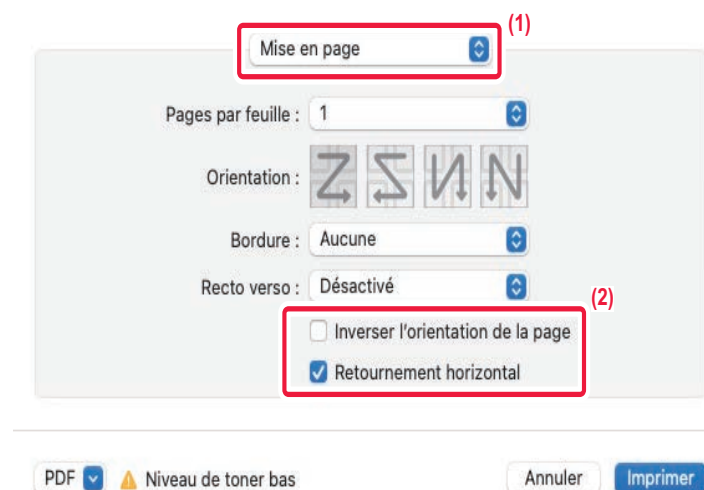 (1)
Mise en page
Pages par feuille : 1
Orientation :
Bordure : Aucune
Recto verso : Désactivé
(2)
Inverser l'orientation de la page
Retournement horizontal
PDF Niveau de toner bas Annuler Imprimer